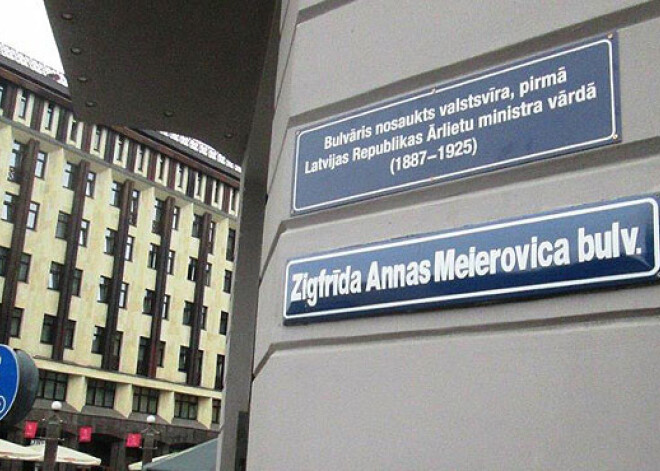 Bulvāris nosaukts valstsvīra, pirmā
Latvijas Republikas Ārlietu ministra vārdā
(1887–1925)
Zigfrīda Annas Meierovica bulv.